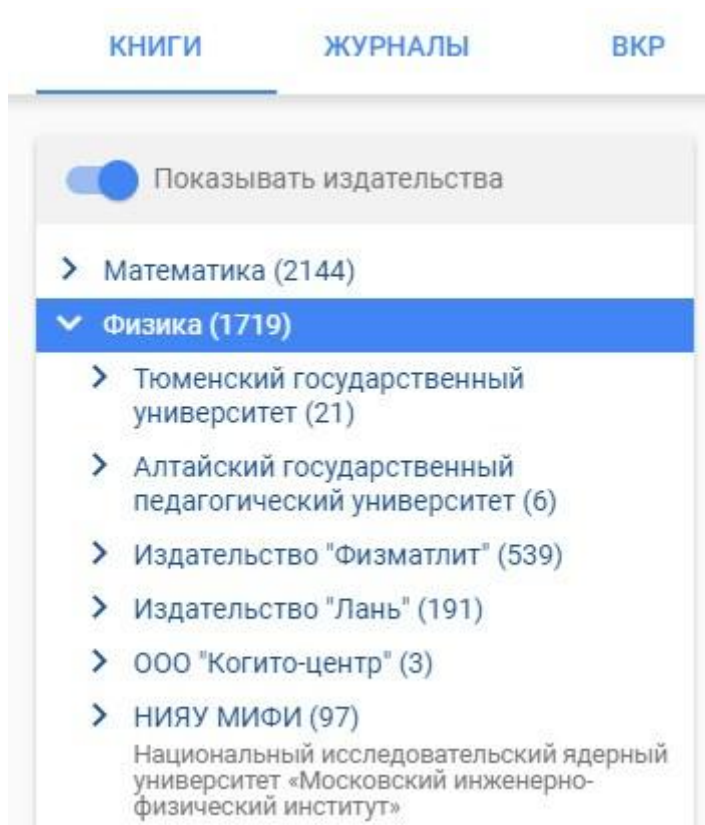 КНИГИ ЖУРНАЛЫ ВКР
Показывать издательства
Математика (2144)
Физика (1719)
Тюменский государственный
университет (21)
Алтайский государственный
педагогический университет (6)
Издательство "Физматлит" (539)
Издательство "Лань" (191)
ООО "Когито-центр" (3)
НИЯУ МИФИ (97)
Национальный исследовательский ядерный
университет «Московский инженерно-
физический институт»